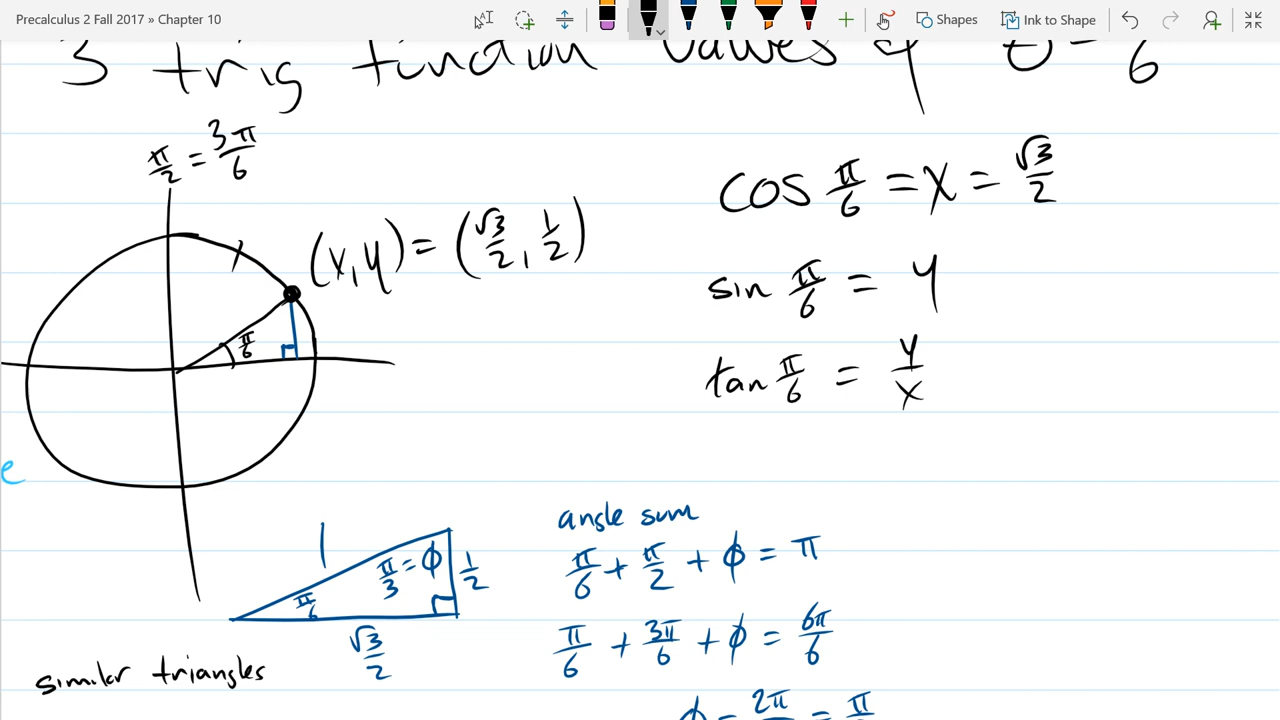 Precalculus 2 Fall 2017 » Chapter 10
Shapes
Ink to Shape
3 trig function values of θ = 6
π/2 = 3π/6
cos π/6 = x = √3/2
(x,y) = (√3/2, 1/2)
sin π/6 = y
π/6
tan π/6 = y/x
e
angle sum
1
π/3 = φ
1/2
π/6 + π/2 + φ = π
π/6
√3/2
π/6 + 3π/6 + φ = 6π/6
similar triangles
φ = 2π = π